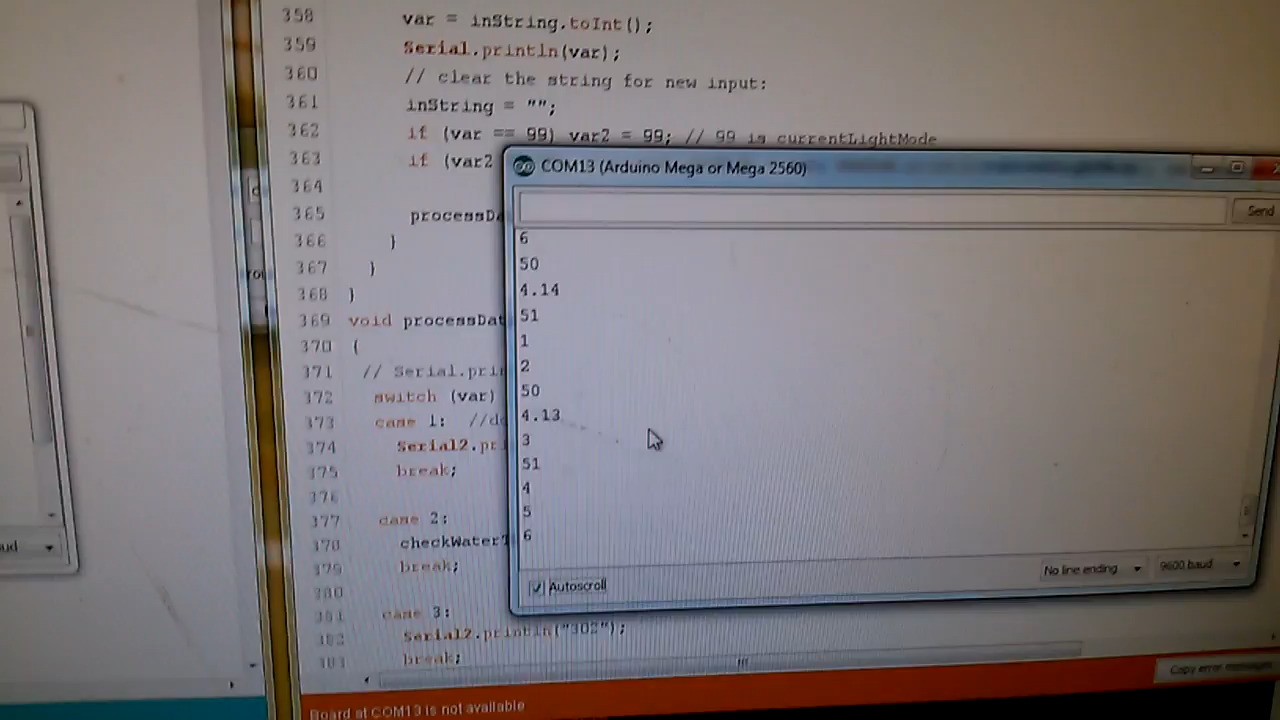 358 var = inString.toInt();
359 Serial.println(var);
360 // clear the string for new input:
361 inString = "";
362 if (var == 99) var2 = 99; // 99 is currentLightMode
363 if (var2
364
365 processDa
366 }
367 }
368 }
369 void processDat
370 {
371 // Serial.prin
372 switch (var)
373 case 1: //d
374 Serial2.pri
375 break;
376
377 case 2:
378 checkWaterT
379 break;
380
381 case 3:
382 Serial2.println("302");
383 break;
COM13 (Arduino Mega or Mega 2560)
Send
6
50
4.14
51
1
2
50
4.13
3
51
4
5
6
Autoscroll
No line ending
9600 baud
Copy error messages
Board at COM13 is not available